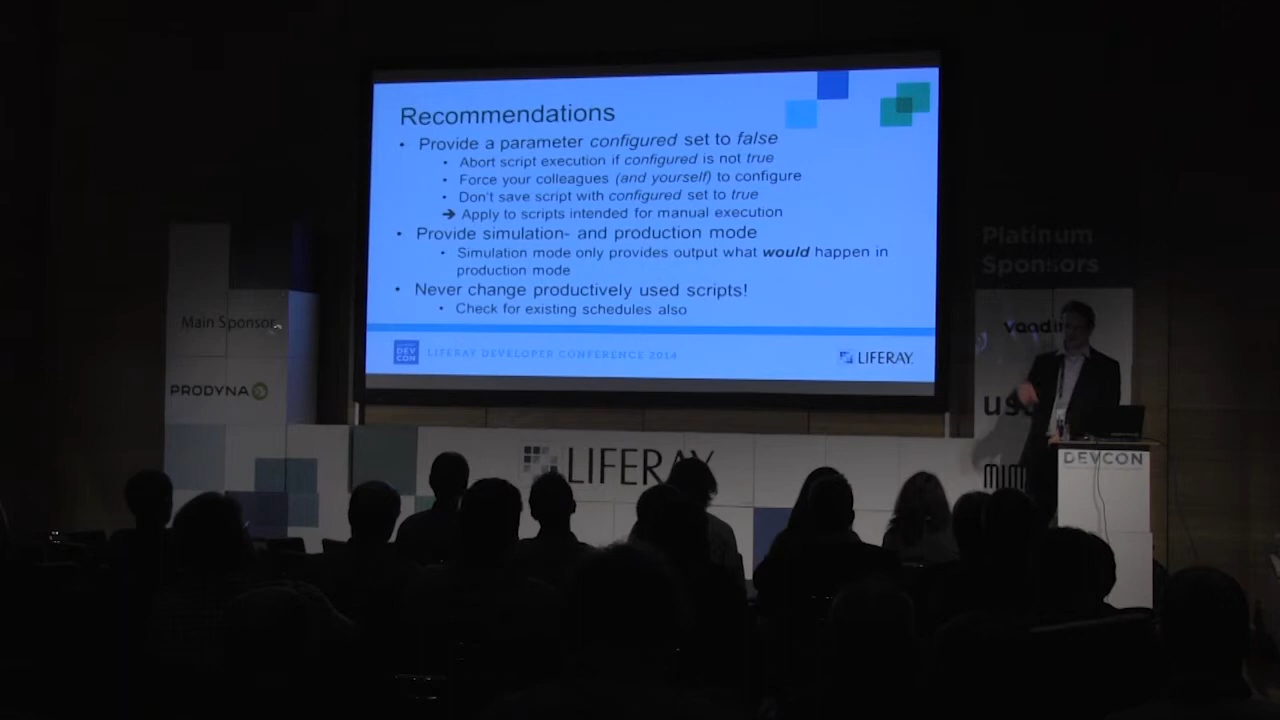 Recommendations
• Provide a parameter configured set to false
• Abort script execution if configured is not true
• Force your colleagues (and yourself) to configure
• Don't save script with configured set to true
➔ Apply to scripts intended for manual execution
• Provide simulation- and production mode
• Simulation mode only provides output what would happen in
production mode
• Never change productively used scripts!
• Check for existing schedules also
DEV
CON
LIFERAY DEVELOPER CONFERENCE 2014
LIFERAY.
Platinum
Sponsors
Main Sponsor
PRODYNA
LIFERAY
DEVCON